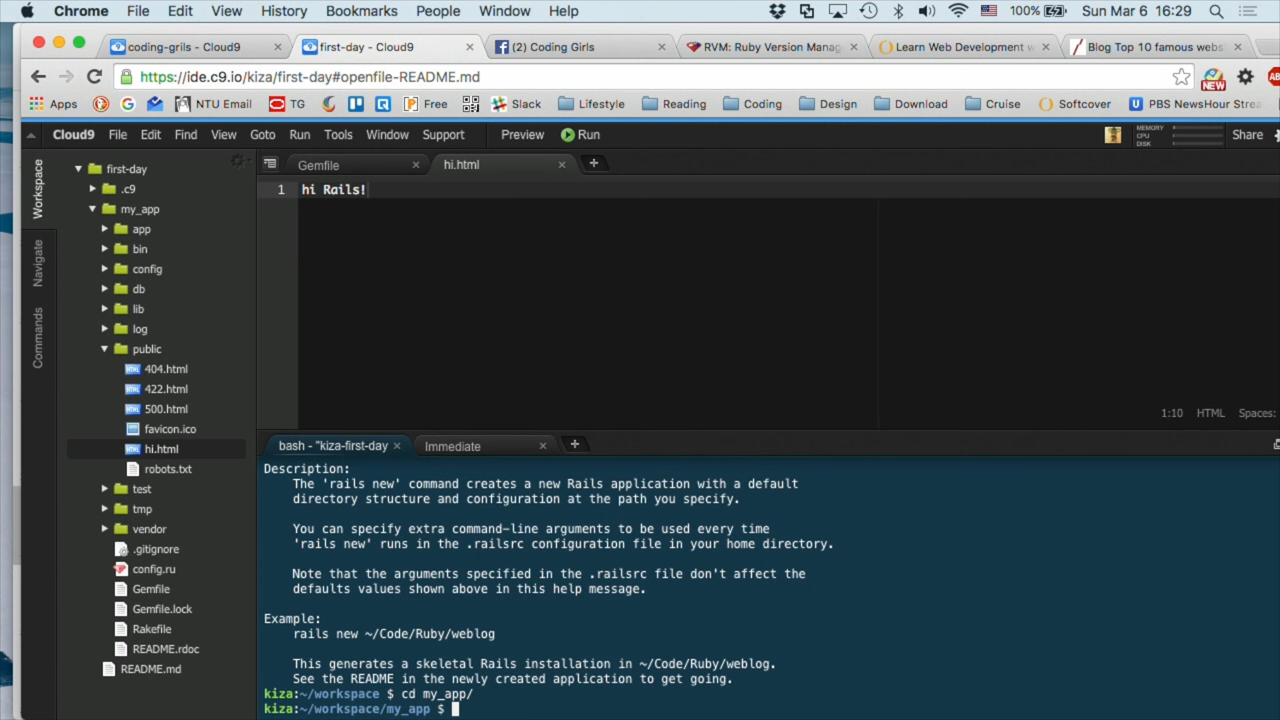 Chrome File Edit View History Bookmarks People Window Help 100% Sun Mar 6 16:29
coding-grils - Cloud9 first-day - Cloud9 (2) Coding Girls RVM: Ruby Version Manag Learn Web Development w Blog Top 10 famous webs
https://ide.c9.io/kiza/first-day#openfile-README.md NEW AB
Apps NTU Email TG Free Slack Lifestyle Reading Coding Design Download Cruise Softcover PBS NewsHour Strea
Cloud9 File Edit Find View Goto Run Tools Window Support Preview Run MEMORY CPU DISK Share
Workspace
Navigate
Commands
first-day
.c9
my_app
app
bin
config
db
lib
log
public
404.html
422.html
500.html
favicon.ico
hi.html
robots.txt
test
tmp
vendor
.gitignore
config.ru
Gemfile
Gemfile.lock
Rakefile
README.rdoc
README.md
Gemfile hi.html
1 hi Rails!
1:10 HTML Spaces:
bash - "kiza-first-day Immediate
Description:
The 'rails new' command creates a new Rails application with a default
directory structure and configuration at the path you specify.
You can specify extra command-line arguments to be used every time
'rails new' runs in the .railsrc configuration file in your home directory.
Note that the arguments specified in the .railsrc file don't affect the
defaults values shown above in this help message.
Example:
rails new ~/Code/Ruby/weblog
This generates a skeletal Rails installation in ~/Code/Ruby/weblog.
See the README in the newly created application to get going.
kiza:~/workspace $ cd my_app/
kiza:~/workspace/my_app $